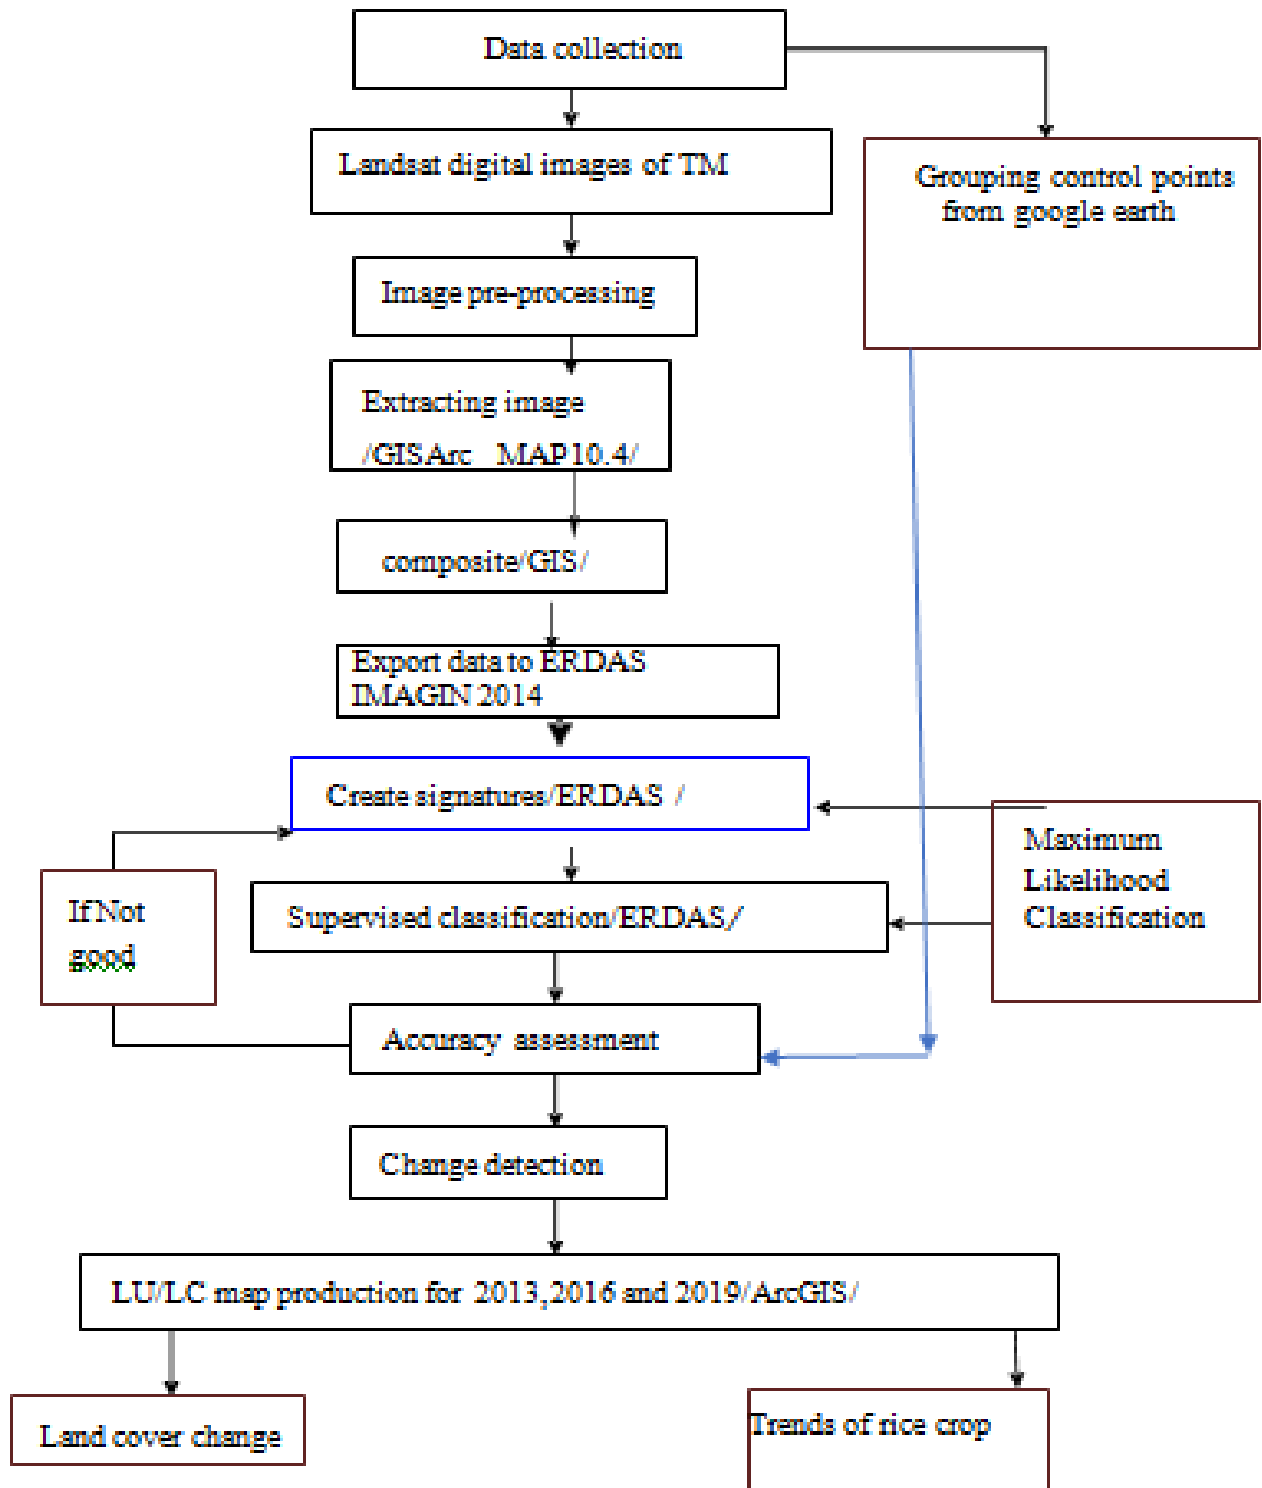 Data collection
Landsat digital images of TM
Grouping control points
from google earth
Image pre-processing
Extracting image
/GISArc MAP10.4/
composite/GIS/
Export data to ERDAS
IMAGIN 2014
Create signatures/ERDAS /
Maximum
Likelihood
Classification
If Not
good
Supervised classification/ERDAS/
Accuracy assessment
Change detection
LU/LC map production for 2013,2016 and 2019/ArcGIS/
Land cover change
Trends of rice crop